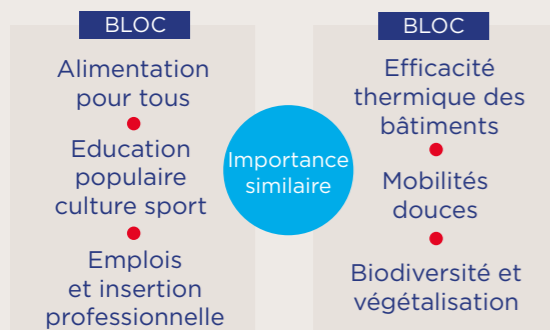 BLOC
Alimentation
pour tous
Education
populaire
culture sport
Emplois
et insertion
professionnelle
Importance
similaire
BLOC
Efficacité
thermique des
bâtiments
Mobilités
douces
Biodiversité et
végétalisation